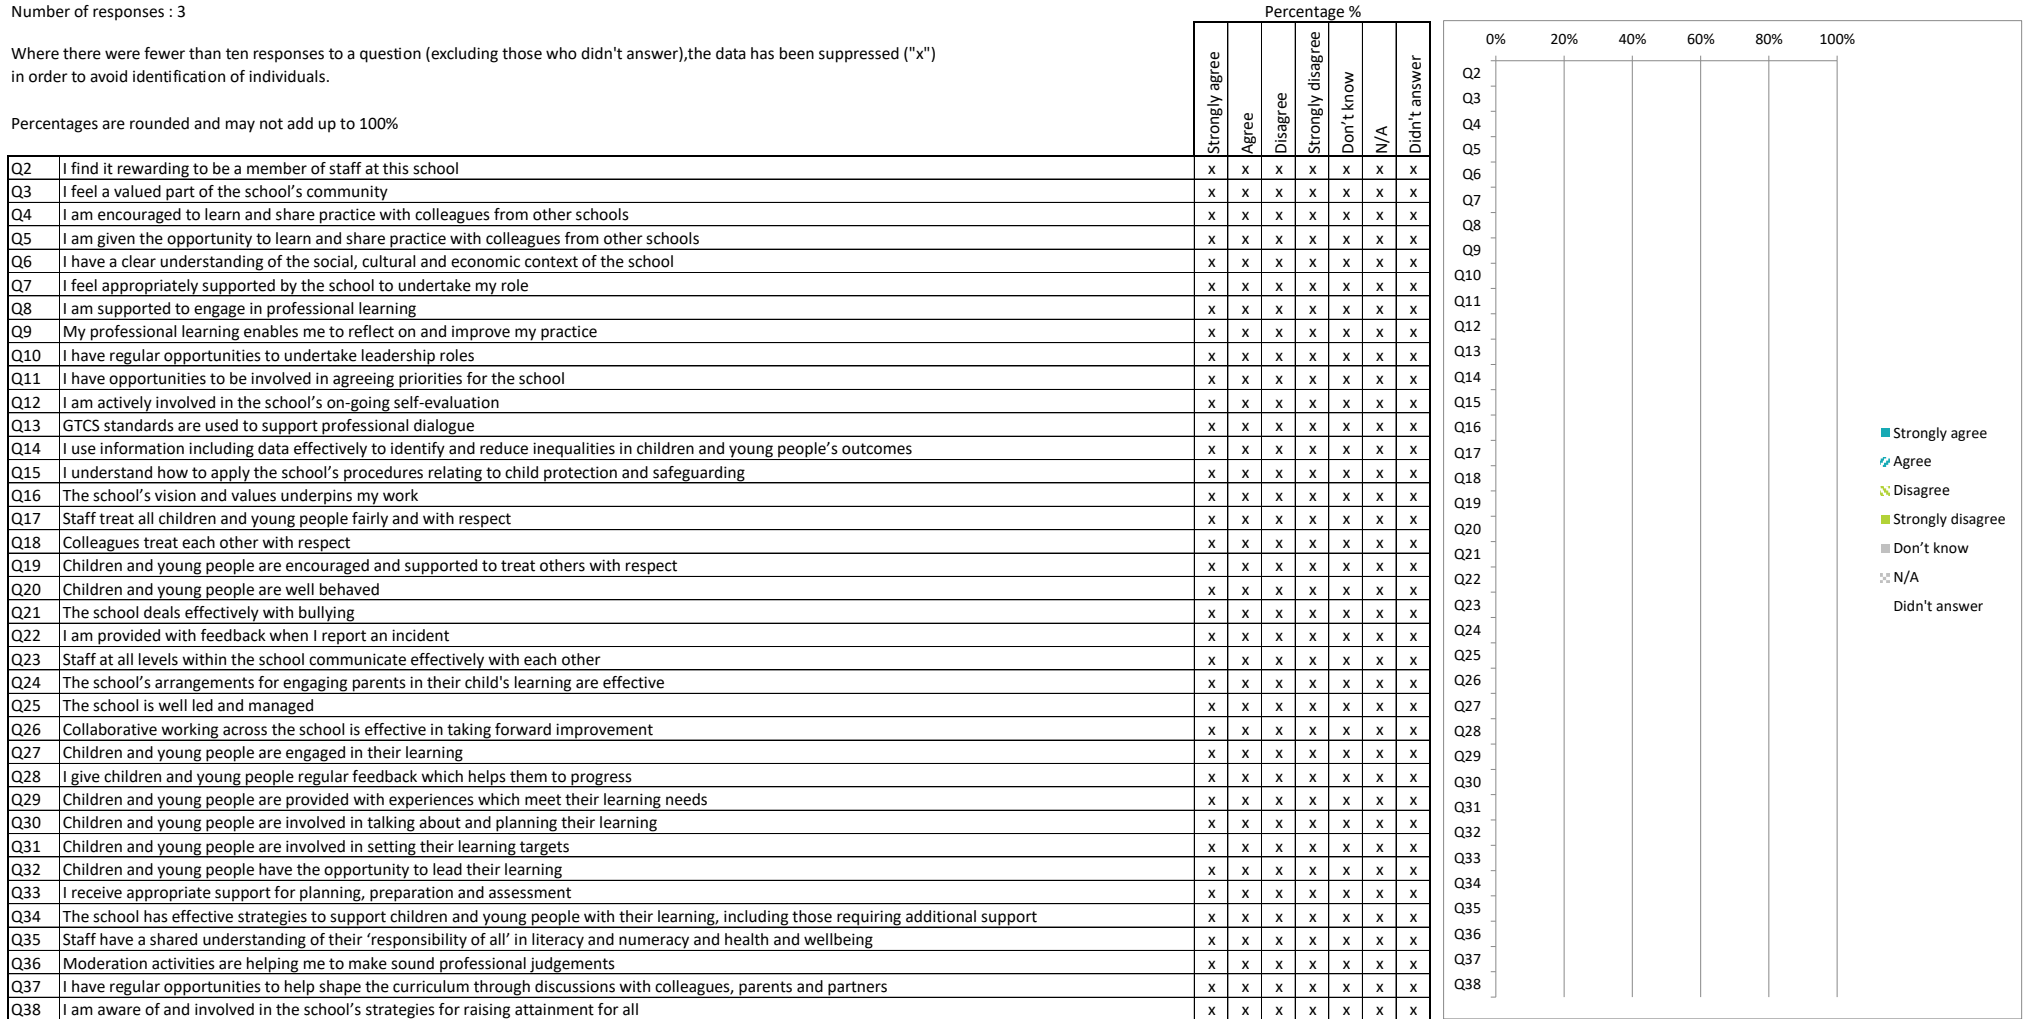 Number of responses : 3
Percentage %
Where there were fewer than ten responses to a question (excluding those who didn't answer),the data has been suppressed ("x")
in order to avoid identification of individuals.
Percentages are rounded and may not add up to 100%
Strongly agree
Agree
Disagree
Strongly disagree
Don't know
N/A
Didn't answer
Q2 I find it rewarding to be a member of staff at this school x x x x x x x
Q3 I feel a valued part of the school’s community x x x x x x x
Q4 I am encouraged to learn and share practice with colleagues from other schools x x x x x x x
Q5 I am given the opportunity to learn and share practice with colleagues from other schools x x x x x x x
Q6 I have a clear understanding of the social, cultural and economic context of the school x x x x x x x
Q7 I feel appropriately supported by the school to undertake my role x x x x x x x
Q8 I am supported to engage in professional learning x x x x x x x
Q9 My professional learning enables me to reflect on and improve my practice x x x x x x x
Q10 I have regular opportunities to undertake leadership roles x x x x x x x
Q11 I have opportunities to be involved in agreeing priorities for the school x x x x x x x
Q12 I am actively involved in the school’s on-going self-evaluation x x x x x x x
Q13 GTCS standards are used to support professional dialogue x x x x x x x
Q14 I use information including data effectively to identify and reduce inequalities in children and young people’s outcomes x x x x x x x
Q15 I understand how to apply the school’s procedures relating to child protection and safeguarding x x x x x x x
Q16 The school’s vision and values underpins my work x x x x x x x
Q17 Staff treat all children and young people fairly and with respect x x x x x x x
Q18 Colleagues treat each other with respect x x x x x x x
Q19 Children and young people are encouraged and supported to treat others with respect x x x x x x x
Q20 Children and young people are well behaved x x x x x x x
Q21 The school deals effectively with bullying x x x x x x x
Q22 I am provided with feedback when I report an incident x x x x x x x
Q23 Staff at all levels within the school communicate effectively with each other x x x x x x x
Q24 The school’s arrangements for engaging parents in their child's learning are effective x x x x x x x
Q25 The school is well led and managed x x x x x x x
Q26 Collaborative working across the school is effective in taking forward improvement x x x x x x x
Q27 Children and young people are engaged in their learning x x x x x x x
Q28 I give children and young people regular feedback which helps them to progress x x x x x x x
Q29 Children and young people are provided with experiences which meet their learning needs x x x x x x x
Q30 Children and young people are involved in talking about and planning their learning x x x x x x x
Q31 Children and young people are involved in setting their learning targets x x x x x x x
Q32 Children and young people have the opportunity to lead their learning x x x x x x x
Q33 I receive appropriate support for planning, preparation and assessment x x x x x x x
Q34 The school has effective strategies to support children and young people with their learning, including those requiring additional support x x x x x x x
Q35 Staff have a shared understanding of their ‘responsibility of all’ in literacy and numeracy and health and wellbeing x x x x x x x
Q36 Moderation activities are helping me to make sound professional judgements x x x x x x x
Q37 I have regular opportunities to help shape the curriculum through discussions with colleagues, parents and partners x x x x x x x
Q38 I am aware of and involved in the school’s strategies for raising attainment for all x x x x x x x
0% 20% 40% 60% 80% 100%
Q2
Q3
Q4
Q5
Q6
Q7
Q8
Q9
Q10
Q11
Q12
Q13
Q14
Q15
Q16
Q17
Q18
Q19
Q20
Q21
Q22
Q23
Q24
Q25
Q26
Q27
Q28
Q29
Q30
Q31
Q32
Q33
Q34
Q35
Q36
Q37
Q38
Strongly agree
Agree
Disagree
Strongly disagree
Don’t know
N/A
Didn't answer